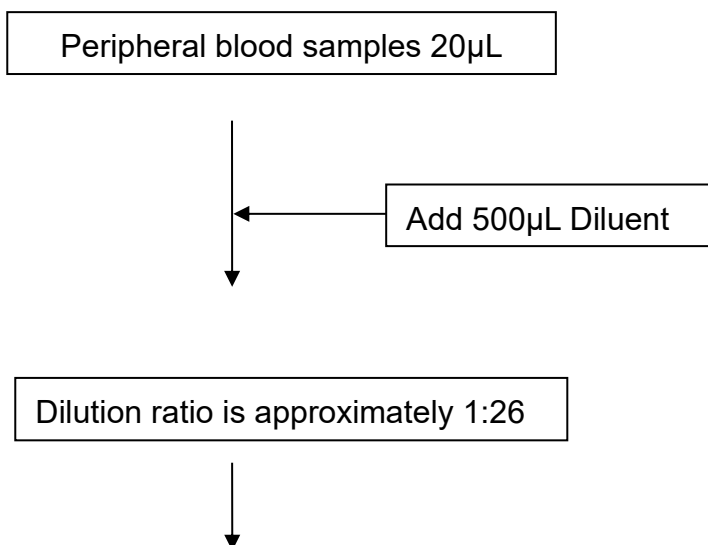 Peripheral blood samples 20μL
Add 500μL Diluent
Dilution ratio is approximately 1:26